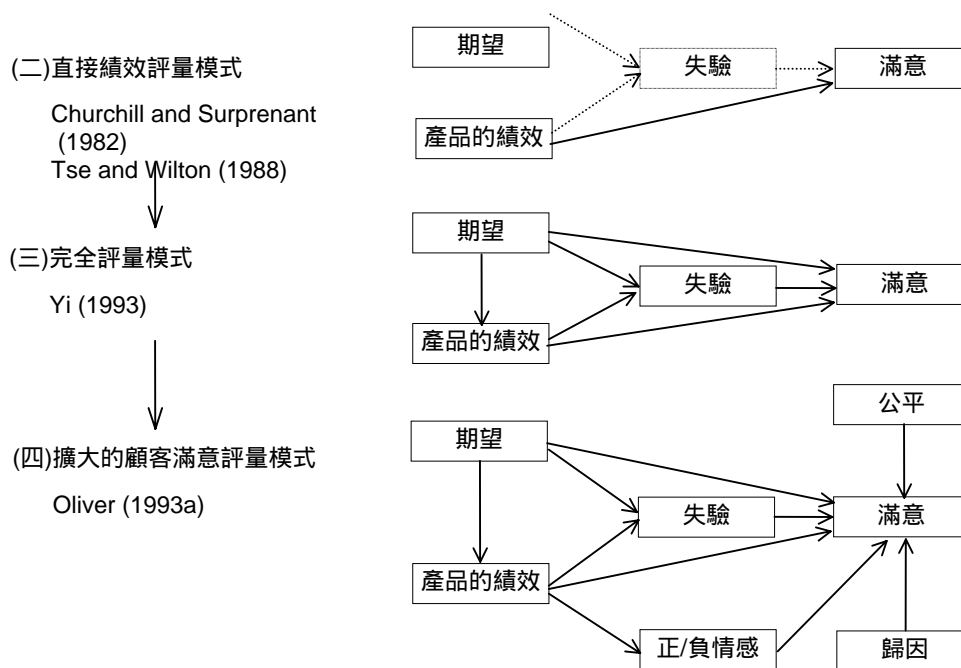 (二)直接績效評量模式
Churchill and Surprenant
(1982)
Tse and Wilton (1988)
期望
失驗
滿意
產品的績效
(三)完全評量模式
Yi (1993)
期望
失驗
滿意
產品的績效
(四)擴大的顧客滿意評量模式
Oliver (1993a)
公平
期望
失驗
滿意
產品的績效
正/負情感
歸因